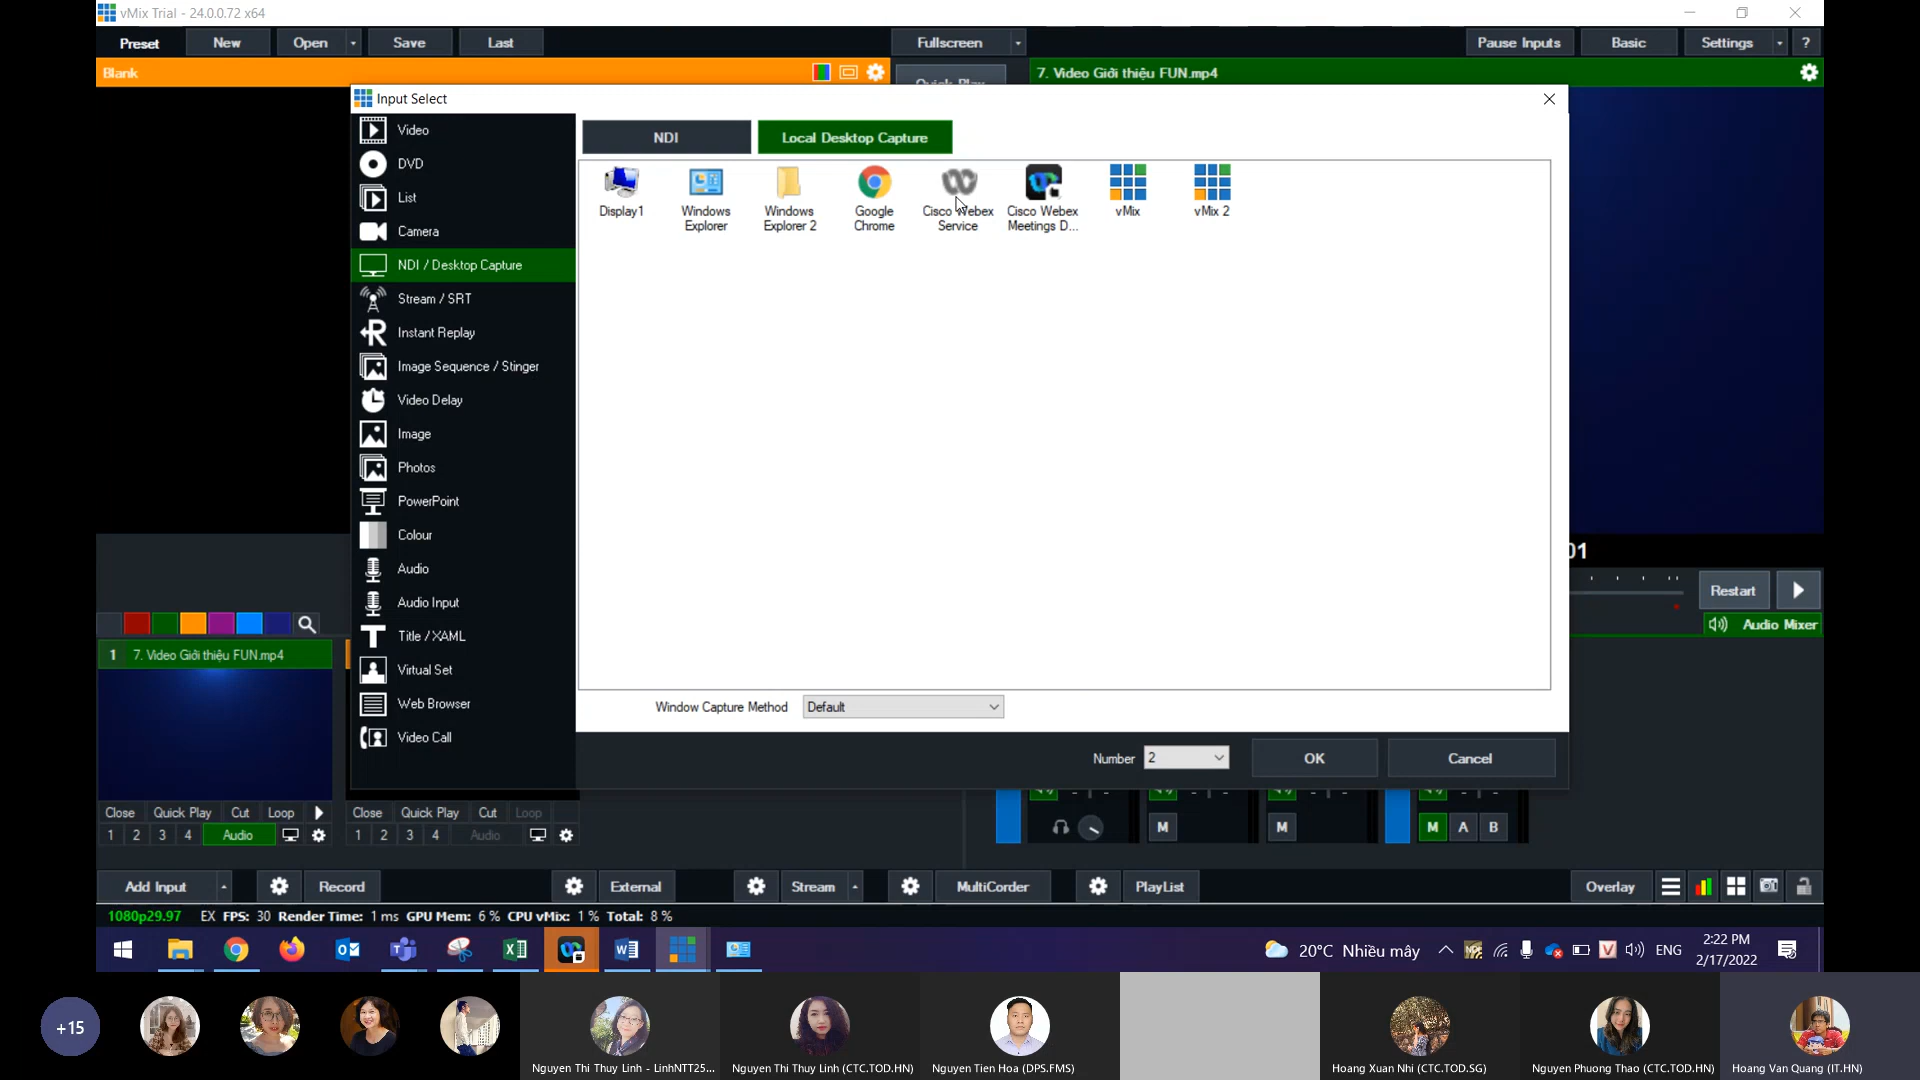 vMix Trial - 24.0.0.72 x64
Preset New Open Save Last Fullscreen Pause Inputs Basic Settings ?
Blank
7. Video Giới thiệu FUN.mp4
Input Select
Video
DVD
List
Camera
NDI / Desktop Capture
Stream / SRT
Instant Replay
Image Sequence / Stinger
Video Delay
Image
Photos
PowerPoint
Colour
Audio
Audio Input
Title / XAML
Virtual Set
Web Browser
Video Call
NDI Local Desktop Capture
Display1
Windows Explorer
Windows Explorer 2
Google Chrome
Cisco Webex Service
Cisco Webex Meetings D...
vMix
vMix 2
Window Capture Method Default
Number 2 OK Cancel
01
Restart
Audio Mixer
1 7. Video Giới thiệu FUN.mp4
Close Quick Play Cut Loop Close Quick Play Cut Loop
1 2 3 4 Audio 1 2 3 4 Audio
M M M A B
Add Input Record External Stream MultiCorder PlayList Overlay
1080p29.97 EX FPS: 30 Render Time: 1 ms GPU Mem: 6 % CPU vMix: 1 % Total: 8 %
20°C Nhiều mây ENG
2:22 PM
2/17/2022
+15
Nguyen Thi Thuy Linh - LinhNTT25...
Nguyen Thi Thuy Linh (CTC.TOD.HN)
Nguyen Tien Hoa (DPS.FMS)
Hoang Xuan Nhi (CTC.TOD.SG)
Nguyen Phuong Thao (CTC.TOD.HN)
Hoang Van Quang (IT.HN)